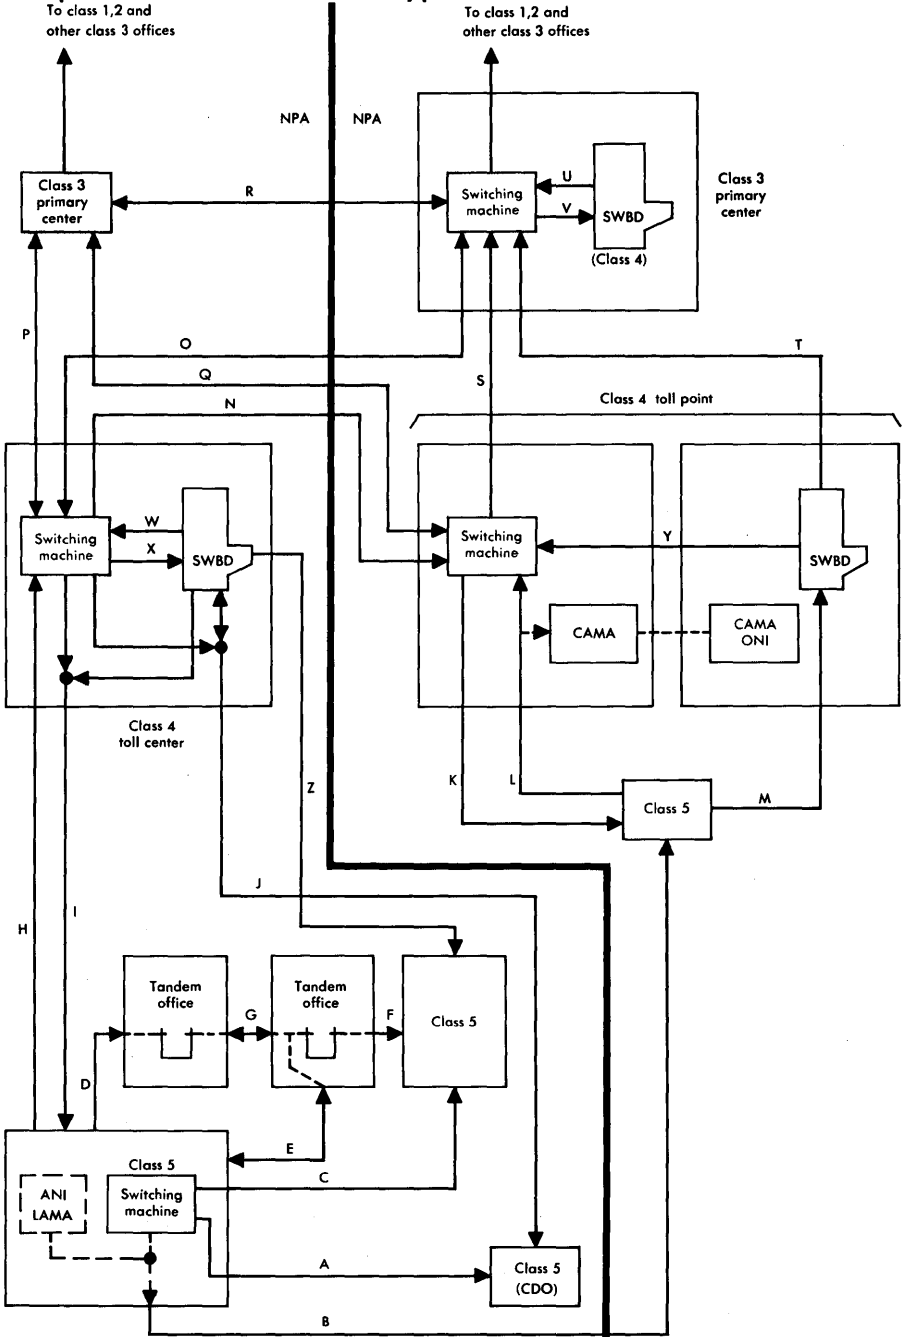 To class 1,2 and
other class 3 offices
To class 1,2 and
other class 3 offices
NPA
NPA
Class 3
primary
center
R
Switching
machine
U
V
SWBD
(Class 4)
Class 3
primary
center
P
O
Q
N
S
T
Class 4 toll point
Switching
machine
W
X
SWBD
Switching
machine
Y
SWBD
CAMA
CAMA
ONI
Class 4
toll center
Z
K
L
Class 5
M
J
H
I
Tandem
office
G
Tandem
office
F
Class 5
D
E
C
Class 5
ANI
LAMA
Switching
machine
A
Class 5
(CDO)
B